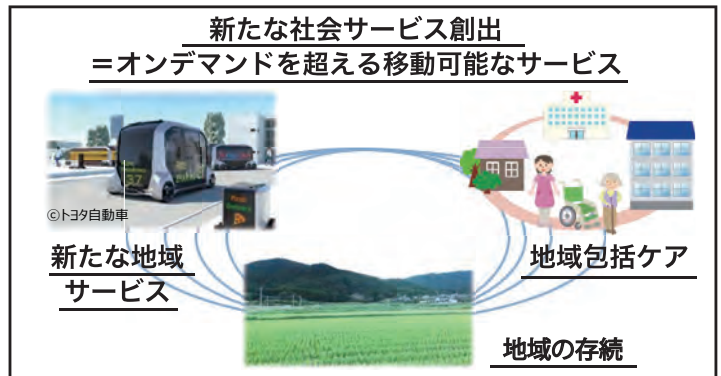 新たな社会サービス創出
＝オンデマンドを超える移動可能なサービス
©トヨタ自動車
新たな地域
サービス
地域包括ケア
地域の存続